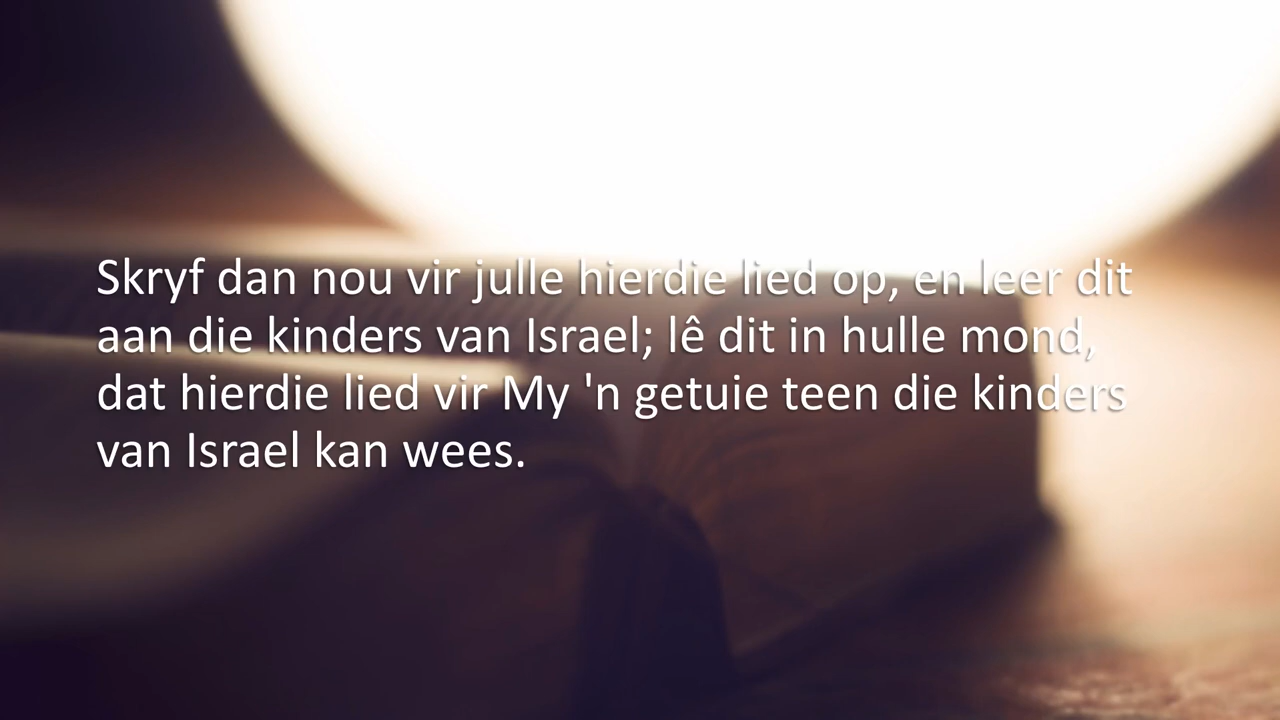 Skryf dan nou vir julle hierdie lied op, en leer dit
aan die kinders van Israel; lê dit in hulle mond,
dat hierdie lied vir My 'n getuie teen die kinders
van Israel kan wees.